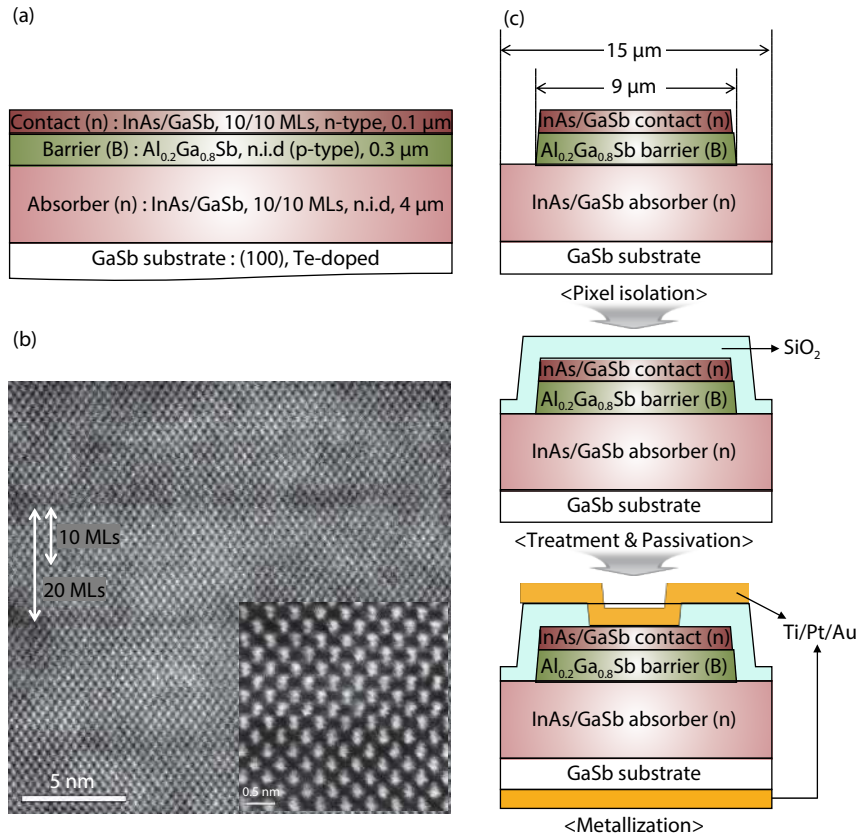 (a)
Contact (n) : InAs/GaSb, 10/10 MLs, n-type, 0.1 μm
Barrier (B) : Al₀.₂Ga₀.₈Sb, n.i.d (p-type), 0.3 μm
Absorber (n) : InAs/GaSb, 10/10 MLs, n.i.d, 4 μm
GaSb substrate : (100), Te-doped
(b)
10 MLs
20 MLs
5 nm
0.5 nm
(c)
15 μm
9 μm
nAs/GaSb contact (n)
Al₀.₂Ga₀.₈Sb barrier (B)
InAs/GaSb absorber (n)
GaSb substrate
<Pixel isolation>
SiO₂
nAs/GaSb contact (n)
Al₀.₂Ga₀.₈Sb barrier (B)
InAs/GaSb absorber (n)
GaSb substrate
<Treatment & Passivation>
Ti/Pt/Au
nAs/GaSb contact (n)
Al₀.₂Ga₀.₈Sb barrier (B)
InAs/GaSb absorber (n)
GaSb substrate
<Metallization>